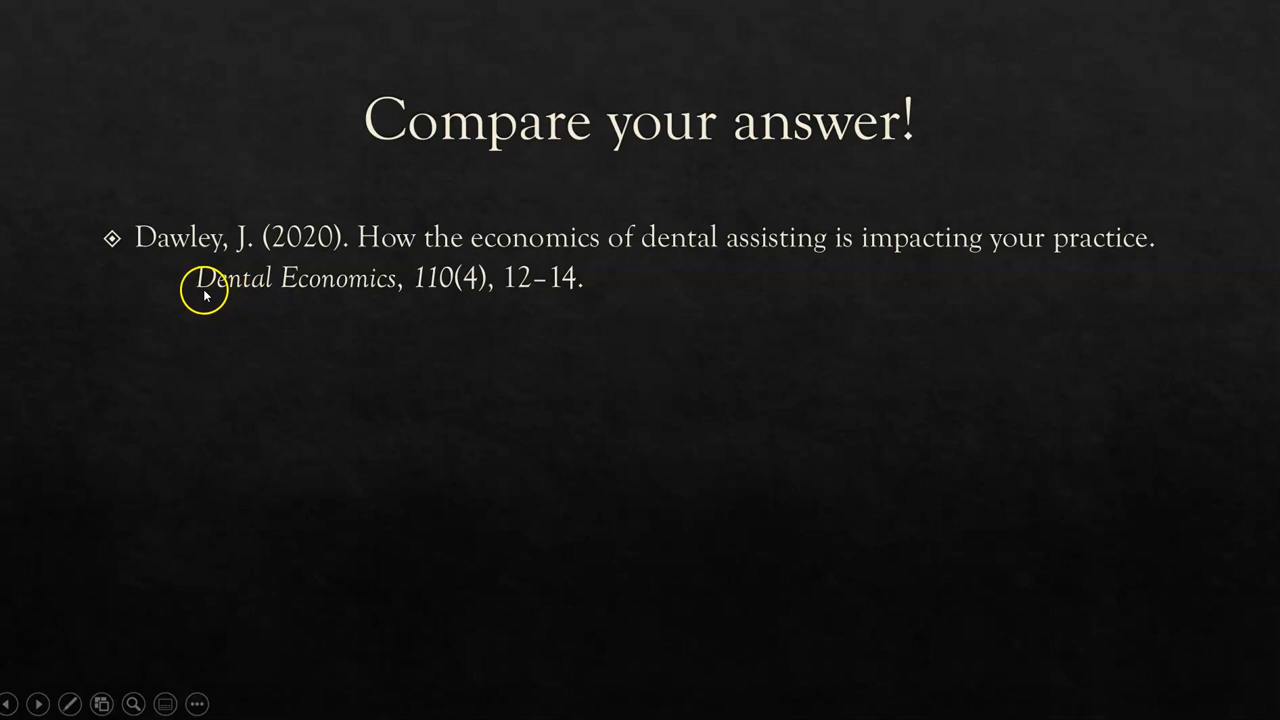 Compare your answer!
Dawley, J. (2020). How the economics of dental assisting is impacting your practice.
Dental Economics, 110(4), 12–14.